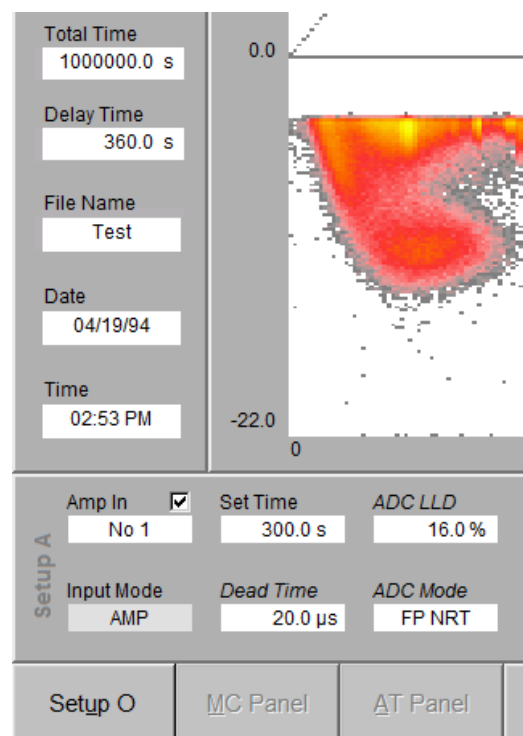 Total Time
1000000.0 s
Delay Time
360.0 s
File Name
Test
Date
04/19/94
Time
02:53 PM
0.0
-22.0
0
Setup A
Amp In
No 1
Set Time
300.0 s
ADC LLD
16.0 %
Input Mode
AMP
Dead Time
20.0 µs
ADC Mode
FP NRT
Setup O
MC Panel
AT Panel